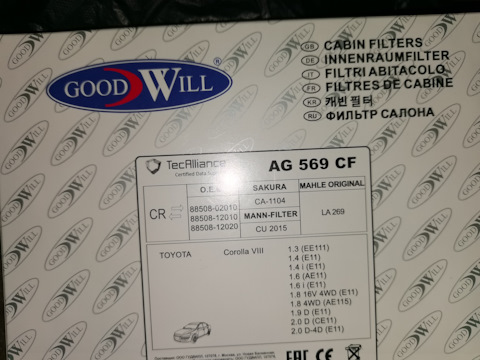 GOOD WILL®
GB CABIN FILTERS
DE INNENRAUMFILTER
IT FILTRI ABITACOLO
FR FILTRES DE CABINE
KR 캐빈 필터
RU ФИЛЬТР САЛОНА
TecAlliance
Certified Data Supplier
AG 569 CF
CR
O.E.
SAKURA
MAHLE ORIGINAL
88508-02010
88508-12010
88508-12020
CA-1104
MANN-FILTER
CU 2015
LA 269
TOYOTA
Corolla VIII
1.3 (EE111)
1.4 (E11)
1.4 i (E11)
1.6 (AE11)
1.6 i (E11)
1.8 16V 4WD (E11)
1.8 4WD (AE115)
1.9 D (E11)
2.0 D (CE11)
2.0 D-4D (E11)
EAC CE